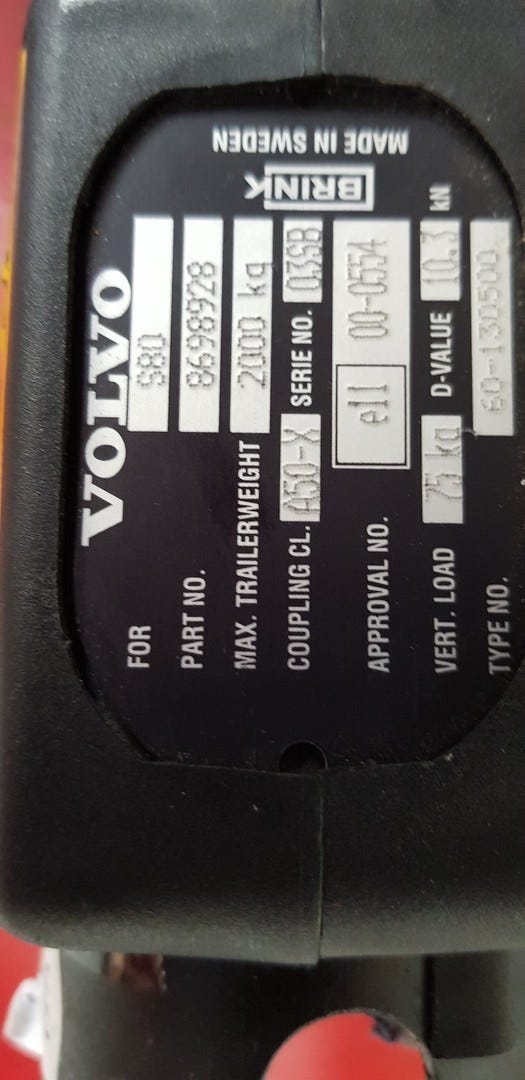 VOLVO
FOR S80
PART NO. 8698928
MAX. TRAILERWEIGHT 2000 kg
COUPLING CL. A50-X SERIE NO. 03SB
APPROVAL NO. e11 00-0554
VERT. LOAD 75 kg D-VALUE 10.3 kN
TYPE NO. 60-130500
BRINK
MADE IN SWEDEN